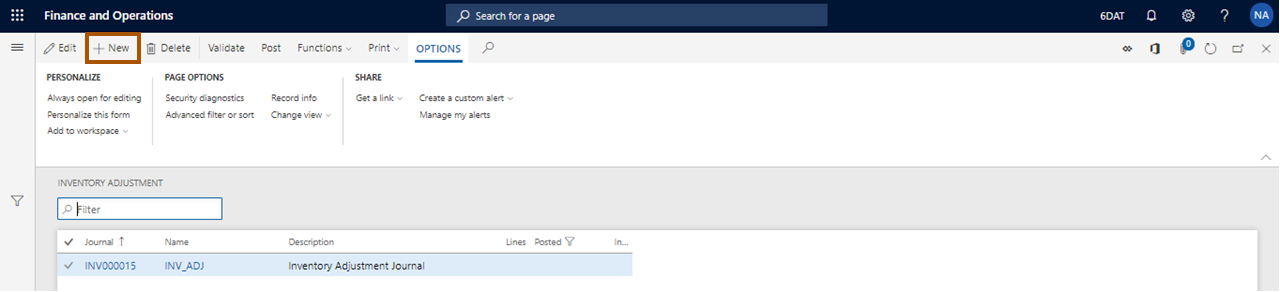 Finance and Operations
Search for a page
6DAT
?
NA
Edit
New
Delete
Validate
Post
Functions
Print
OPTIONS
0
PERSONALIZE
Always open for editing
Personalize this form
Add to workspace
PAGE OPTIONS
Security diagnostics
Advanced filter or sort
Record info
Change view
SHARE
Get a link
Create a custom alert
Manage my alerts
INVENTORY ADJUSTMENT
Filter
Journal Name Description Lines Posted In...
INV000015 INV_ADJ Inventory Adjustment Journal